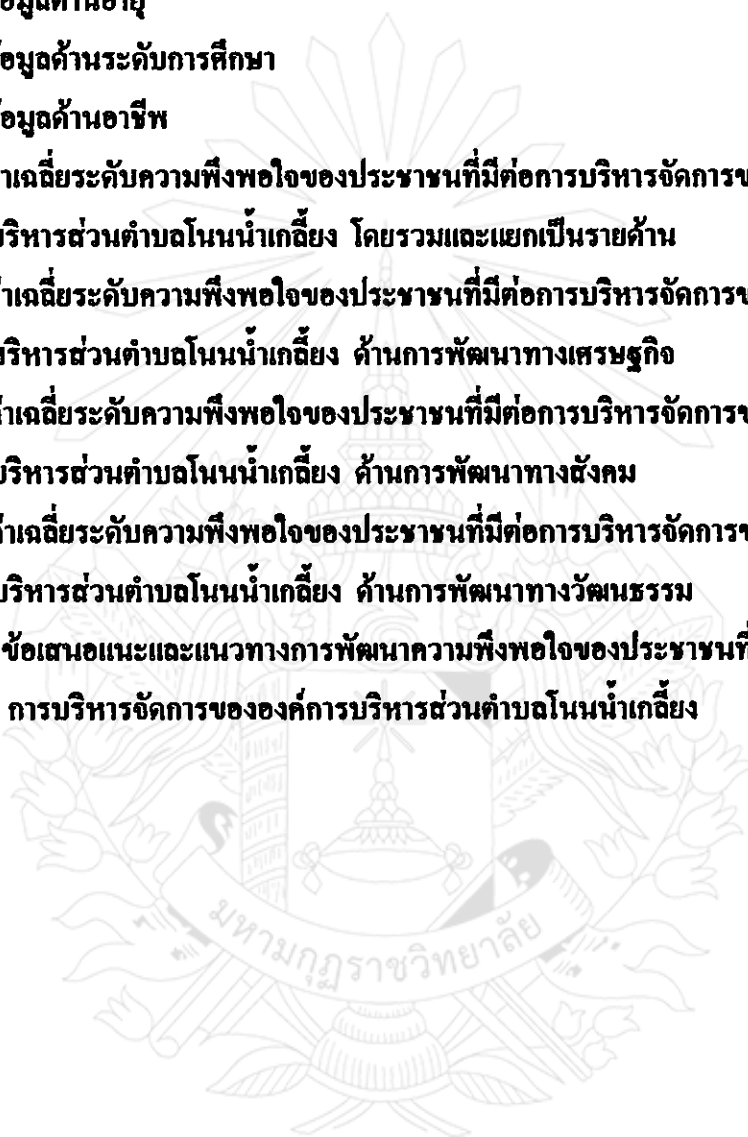 ข้อมูลด้านอายุ
ข้อมูลด้านระดับการศึกษา
ข้อมูลด้านอาชีพ
ค่าเฉลี่ยระดับความพึงพอใจของประชาชนที่มีต่อการบริหารจัดการข
บริหารส่วนตำบลโนนน้ำเกลี้ยง โดยรวมและแยกเป็นรายด้าน
ค่าเฉลี่ยระดับความพึงพอใจของประชาชนที่มีต่อการบริหารจัดการข
บริหารส่วนตำบลโนนน้ำเกลี้ยง ด้านการพัฒนาทางเศรษฐกิจ
ค่าเฉลี่ยระดับความพึงพอใจของประชาชนที่มีต่อการบริหารจัดการข
บริหารส่วนตำบลโนนน้ำเกลี้ยง ด้านการพัฒนาทางสังคม
ค่าเฉลี่ยระดับความพึงพอใจของประชาชนที่มีต่อการบริหารจัดการข
บริหารส่วนตำบลโนนน้ำเกลี้ยง ด้านการพัฒนาทางวัฒนธรรม
ข้อเสนอแนะและแนวทางการพัฒนาความพึงพอใจของประชาชนที่
การบริหารจัดการขององค์การบริหารส่วนตำบลโนนน้ำเกลี้ยง
มหามกุฏราชวิทยาลัย